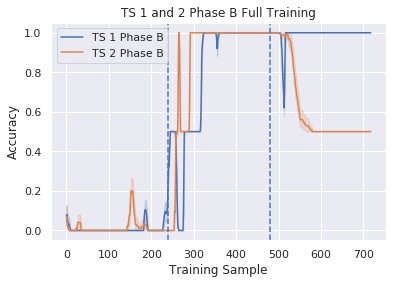 TS 1 and 2 Phase B Full Training
TS 1 Phase B
TS 2 Phase B
1.0
0.8
0.6
0.4
0.2
0.0
Accuracy
0 100 200 300 400 500 600 700
Training Sample